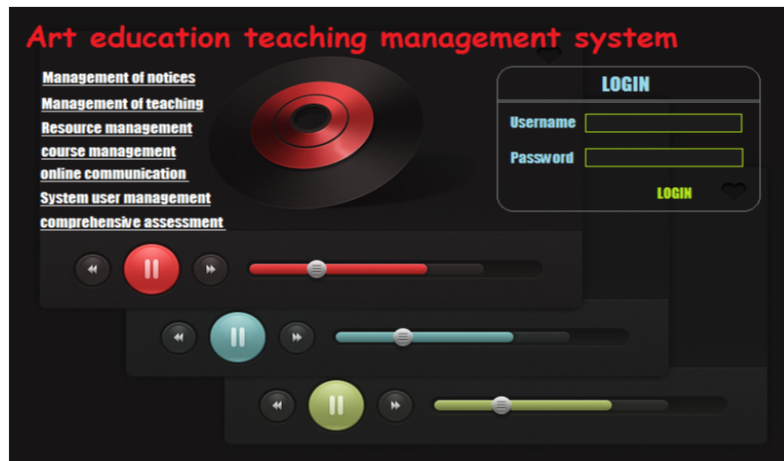 Art education teaching management system
Management of notices
Management of teaching
Resource management
course management
online communication
System user management
comprehensive assessment
LOGIN
Username
Password
LOGIN